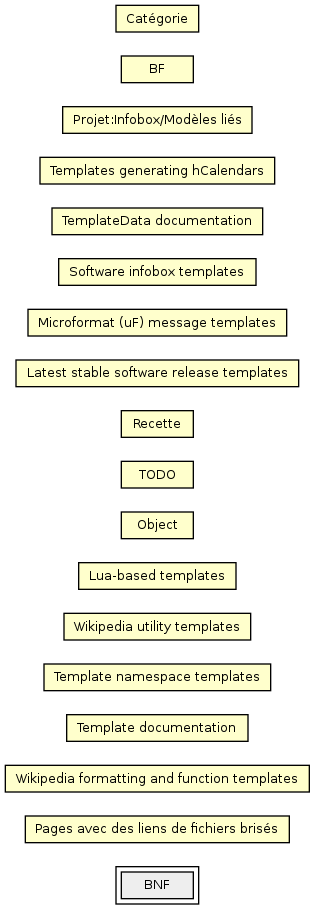 Catégorie
BF
Projet:Infobox/Modèles liés
Templates generating hCalendars
TemplateData documentation
Software infobox templates
Microformat (uF) message templates
Latest stable software release templates
Recette
TODO
Object
Lua-based templates
Wikipedia utility templates
Template namespace templates
Template documentation
Wikipedia formatting and function templates
Pages avec des liens de fichiers brisés
BNF